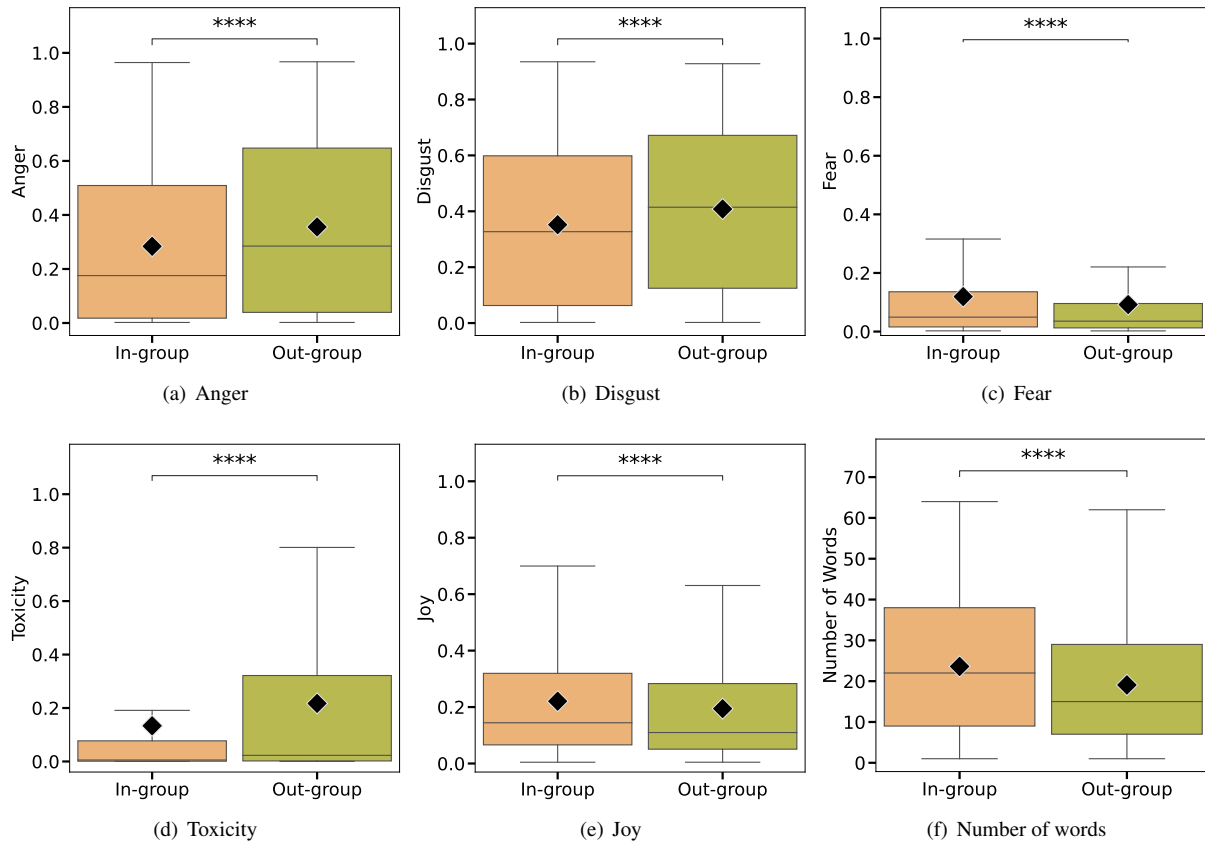 ****
1.0
0.8
0.6
0.4
0.2
0.0
Anger
In-group Out-group
(a) Anger
****
1.0
0.8
0.6
0.4
0.2
0.0
Disgust
In-group Out-group
(b) Disgust
****
1.0
0.8
0.6
0.4
0.2
0.0
Fear
In-group Out-group
(c) Fear
****
1.0
0.8
0.6
0.4
0.2
0.0
Toxicity
In-group Out-group
(d) Toxicity
****
1.0
0.8
0.6
0.4
0.2
0.0
Joy
In-group Out-group
(e) Joy
****
70
60
50
40
30
20
10
0
Number of Words
In-group Out-group
(f) Number of words